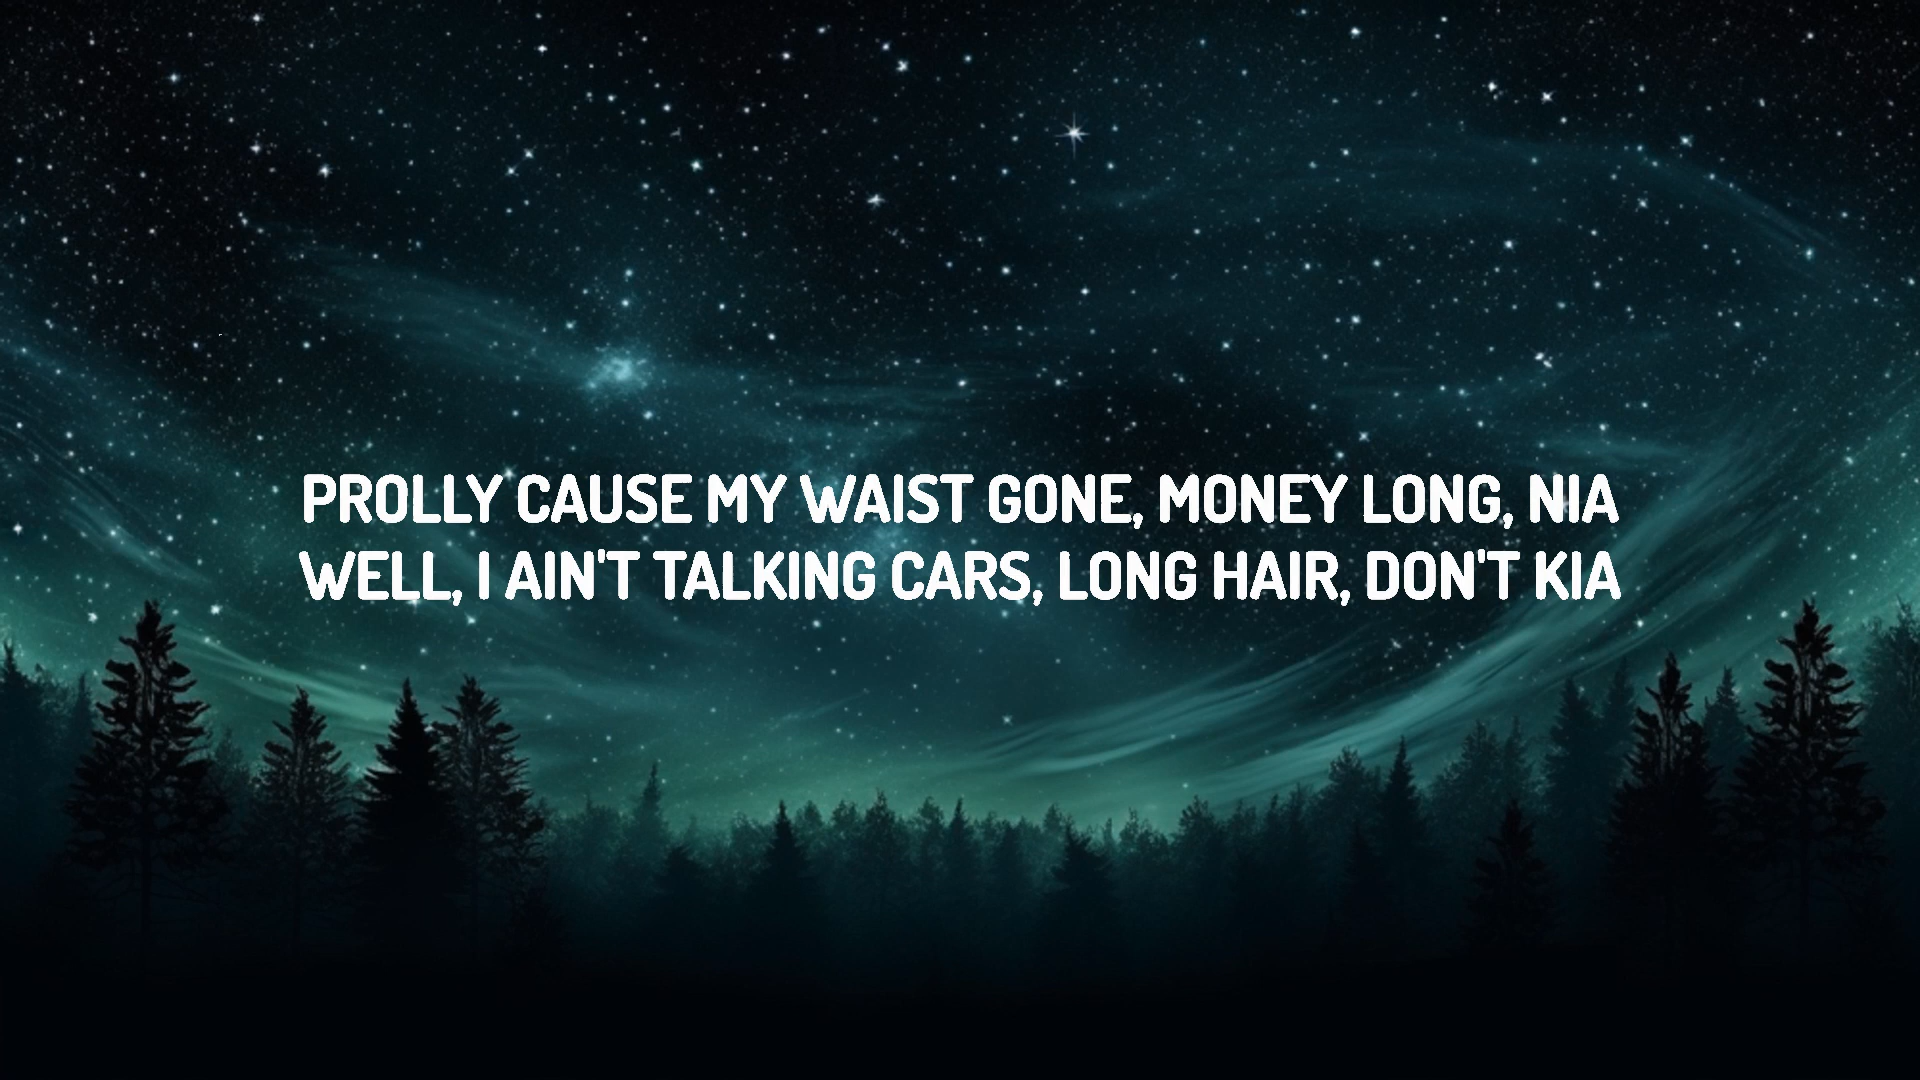 PROLLY CAUSE MY WAIST GONE, MONEY LONG, NIA
WELL, I AIN'T TALKING CARS, LONG HAIR, DON'T KIA